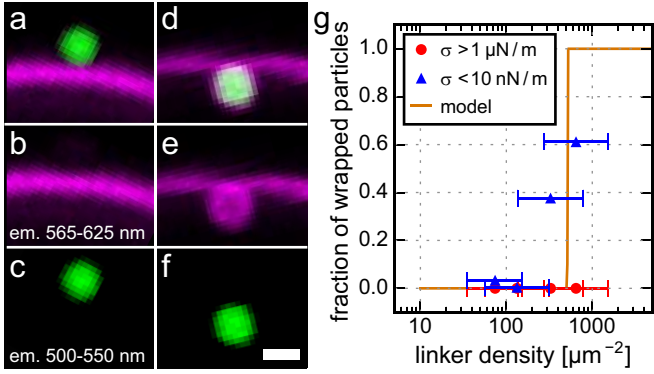 a
d
g
b
e
em. 565-625 nm
c
f
em. 500-550 nm
fraction of wrapped particles
1.0
0.8
0.6
0.4
0.2
0.0
σ >1 μN / m
σ <10 nN / m
model
10
100
1000
linker density [μm⁻²]